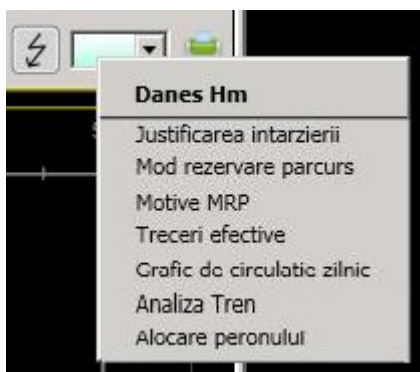 Danes Hm
Justificarea intarzierii
Mod rezervare parcurs
Motive MRP
Treceri efective
Grafic de circulatie zilnic
Analiza Tren
Alocare peronului